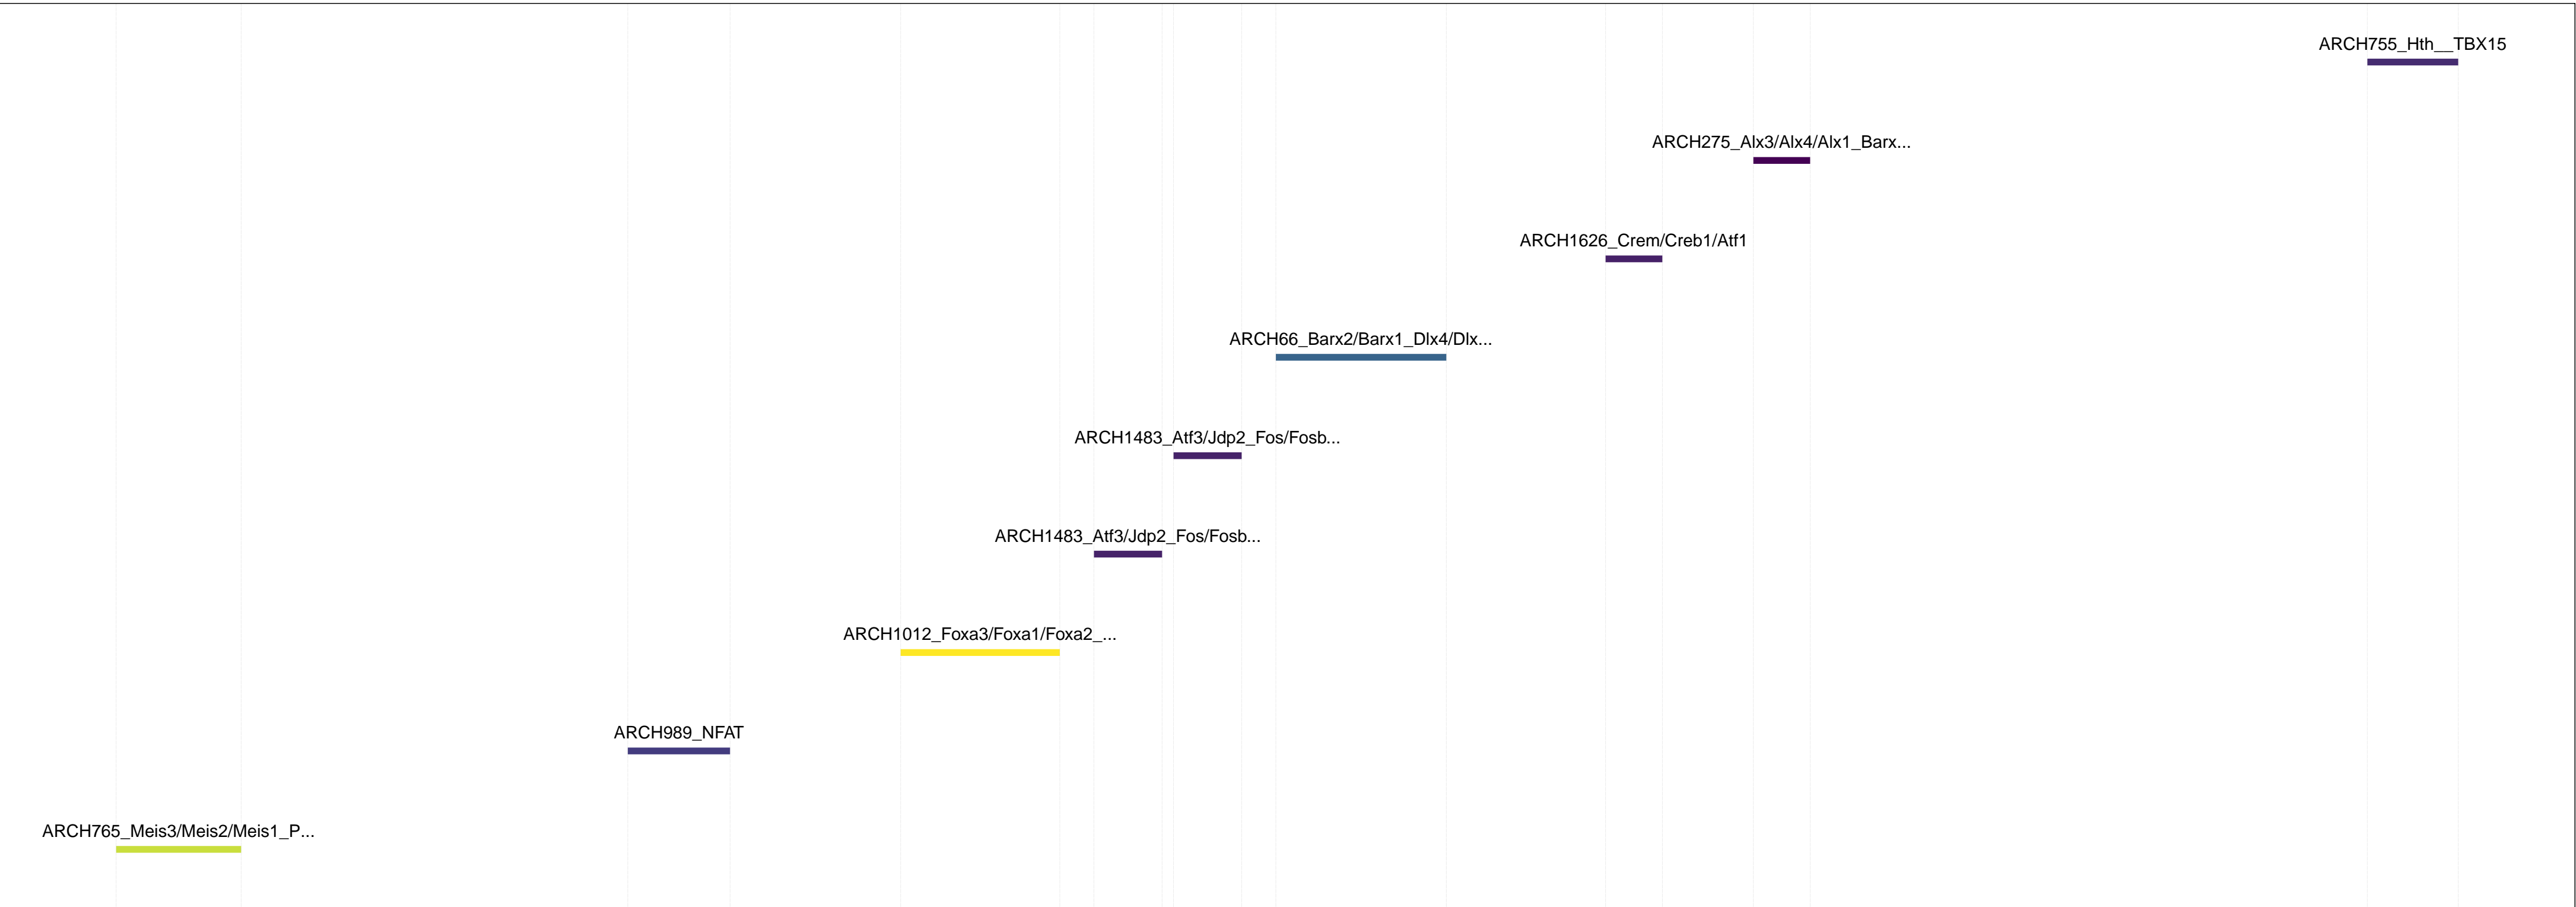 ARCH755_Hth__TBX15
ARCH275_Alx3/Alx4/Alx1_Barx...
ARCH1626_Crem/Creb1/Atf1
ARCH66_Barx2/Barx1_Dlx4/Dlx...
ARCH1483_Atf3/Jdp2_Fos/Fosb...
ARCH1483_Atf3/Jdp2_Fos/Fosb...
ARCH1012_Foxa3/Foxa1/Foxa2_...
ARCH989_NFAT
ARCH765_Meis3/Meis2/Meis1_P...